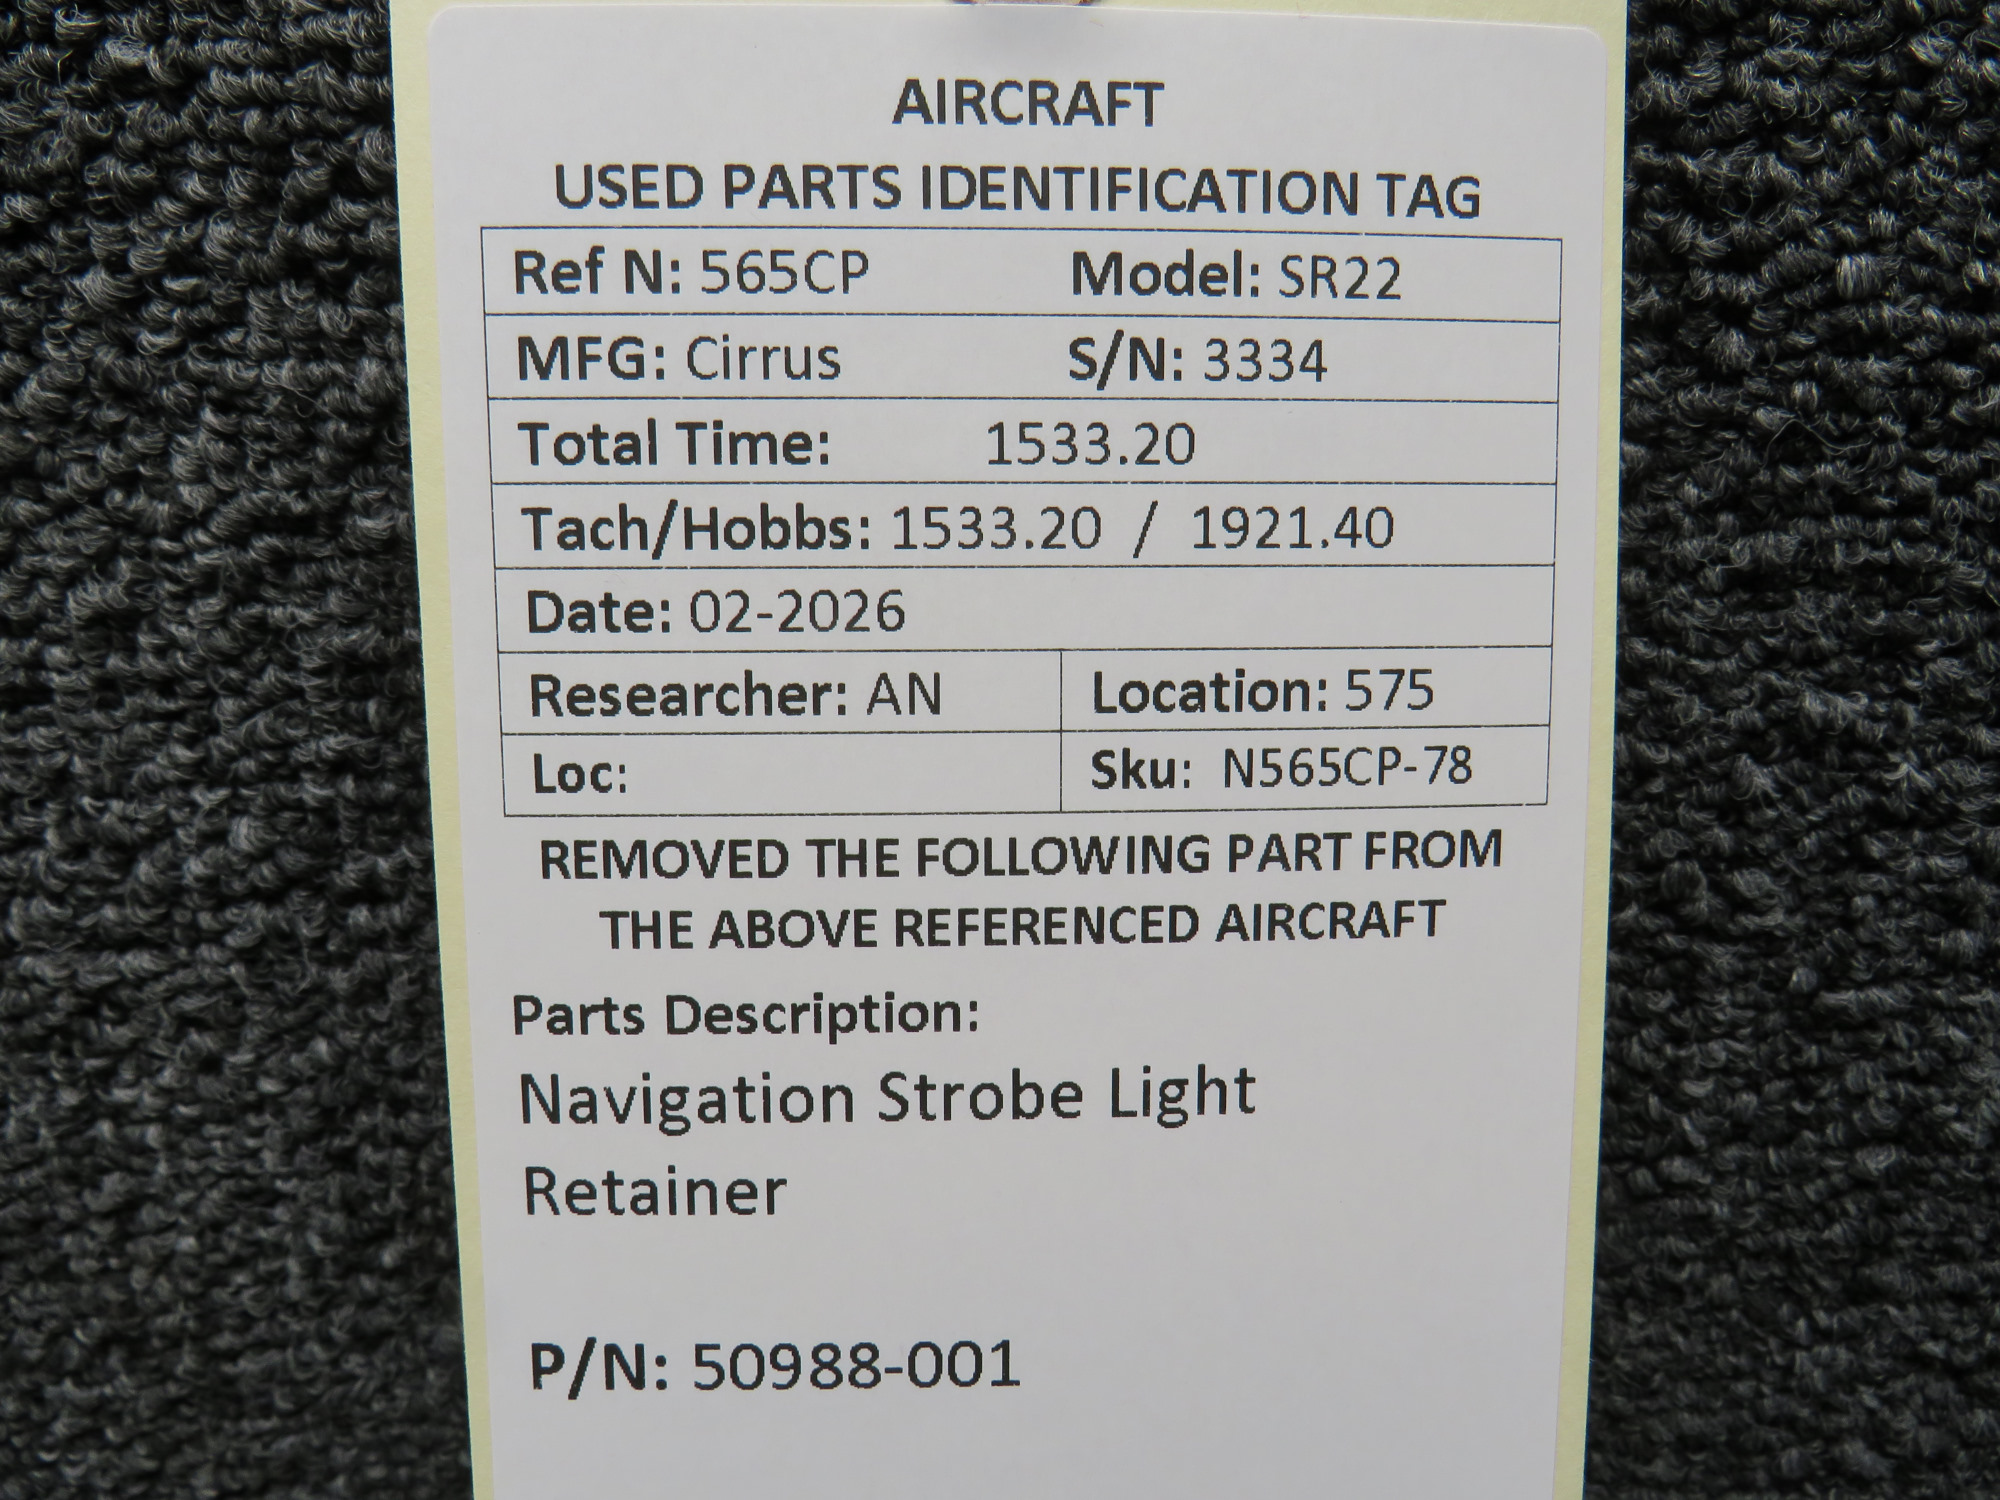 AIRCRAFT
USED PARTS IDENTIFICATION TAG
Ref N: 565CP Model: SR22
MFG: Cirrus S/N: 3334
Total Time: 1533.20
Tach/Hobbs: 1533.20 / 1921.40
Date: 02-2026
Researcher: AN Location: 575
Loc: Sku: N565CP-78
REMOVED THE FOLLOWING PART FROM
THE ABOVE REFERENCED AIRCRAFT
Parts Description:
Navigation Strobe Light
Retainer
P/N: 50988-001